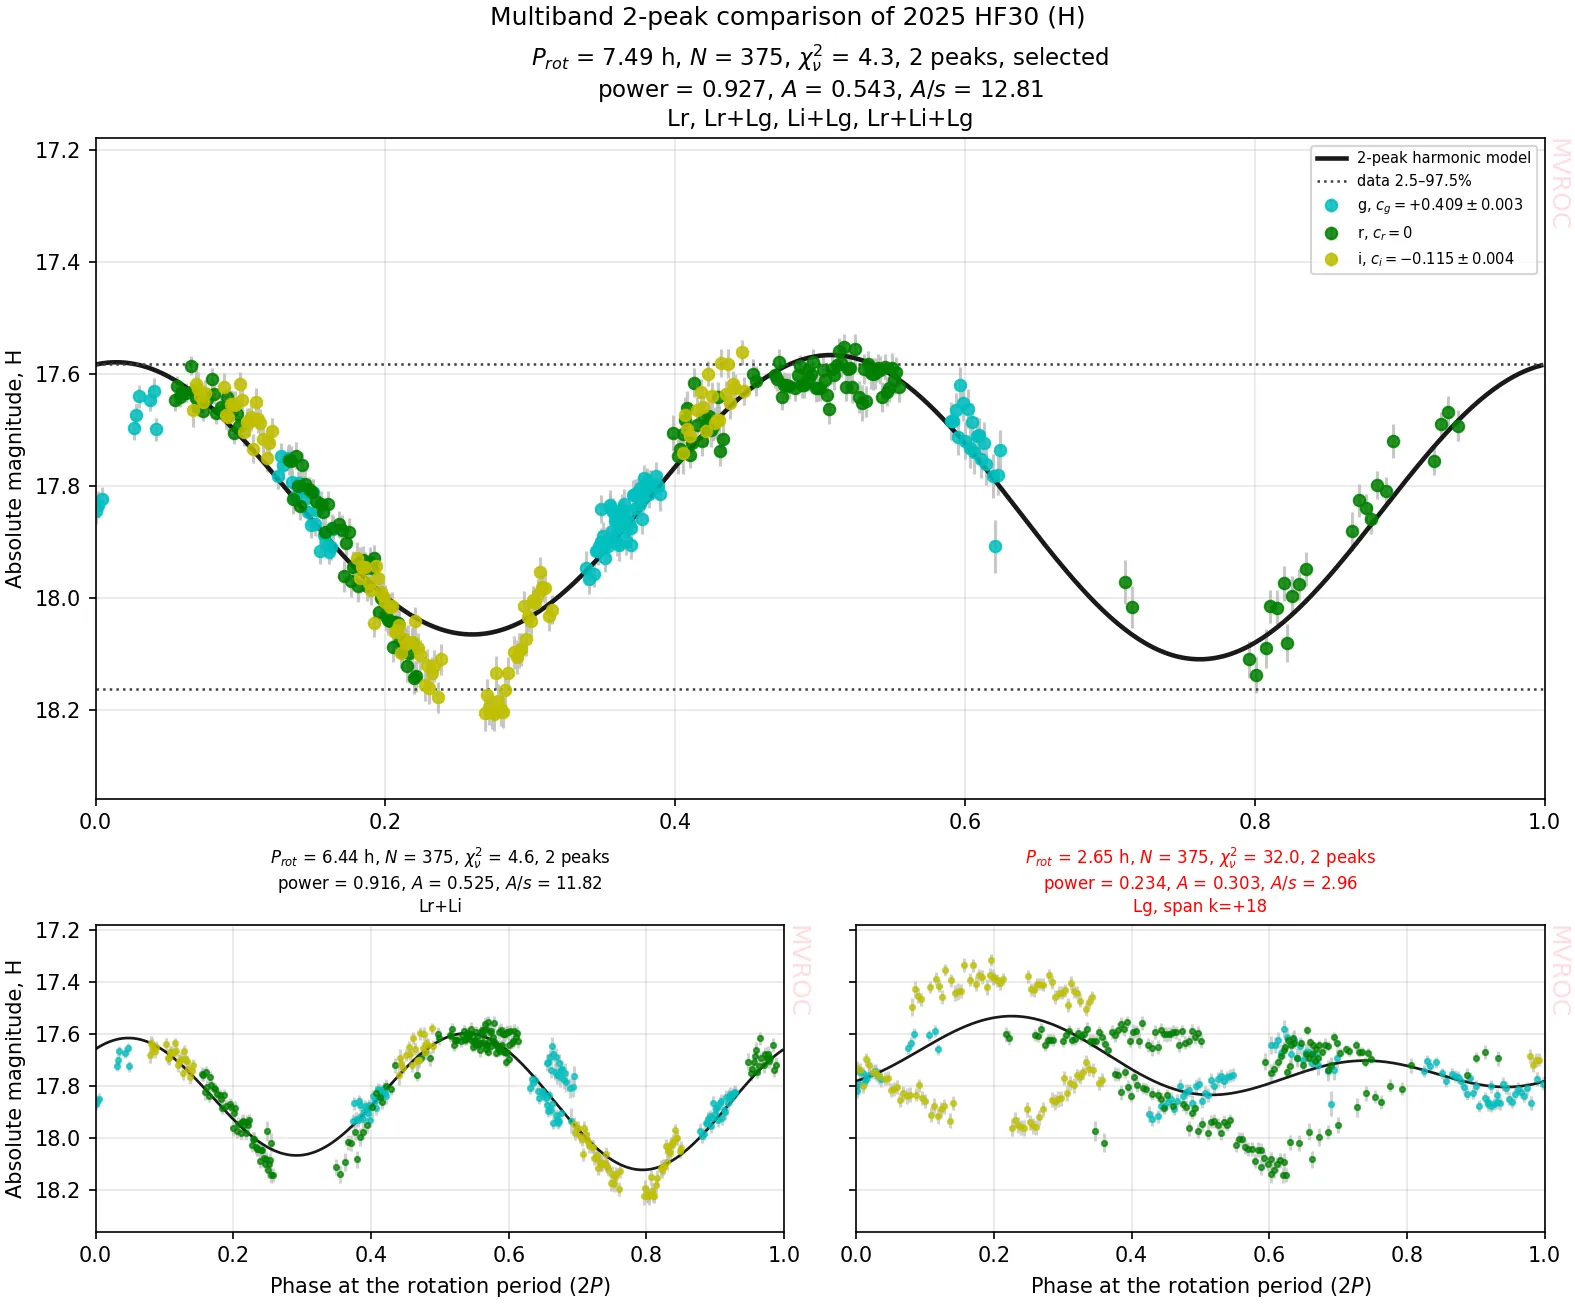 Multiband 2-peak comparison of 2025 HF30 (H)
P_rot = 7.49 h, N = 375, χ²_ν = 4.3, 2 peaks, selected
power = 0.927, A = 0.543, A/s = 12.81
Lr, Lr+Lg, Li+Lg, Lr+Li+Lg
17.2
17.4
17.6
17.8
18.0
18.2
Absolute magnitude, H
2-peak harmonic model
data 2.5–97.5%
g, c_g = +0.409 ± 0.003
r, c_r = 0
i, c_i = −0.115 ± 0.004
MVROC
0.0 0.2 0.4 0.6 0.8 1.0
P_rot = 6.44 h, N = 375, χ²_ν = 4.6, 2 peaks
power = 0.916, A = 0.525, A/s = 11.82
Lr+Li
17.2
17.4
17.6
17.8
18.0
18.2
Absolute magnitude, H
MVROC
0.0 0.2 0.4 0.6 0.8 1.0
Phase at the rotation period (2P)
P_rot = 2.65 h, N = 375, χ²_ν = 32.0, 2 peaks
power = 0.234, A = 0.303, A/s = 2.96
Lg, span k=+18
MVROC
0.0 0.2 0.4 0.6 0.8 1.0
Phase at the rotation period (2P)